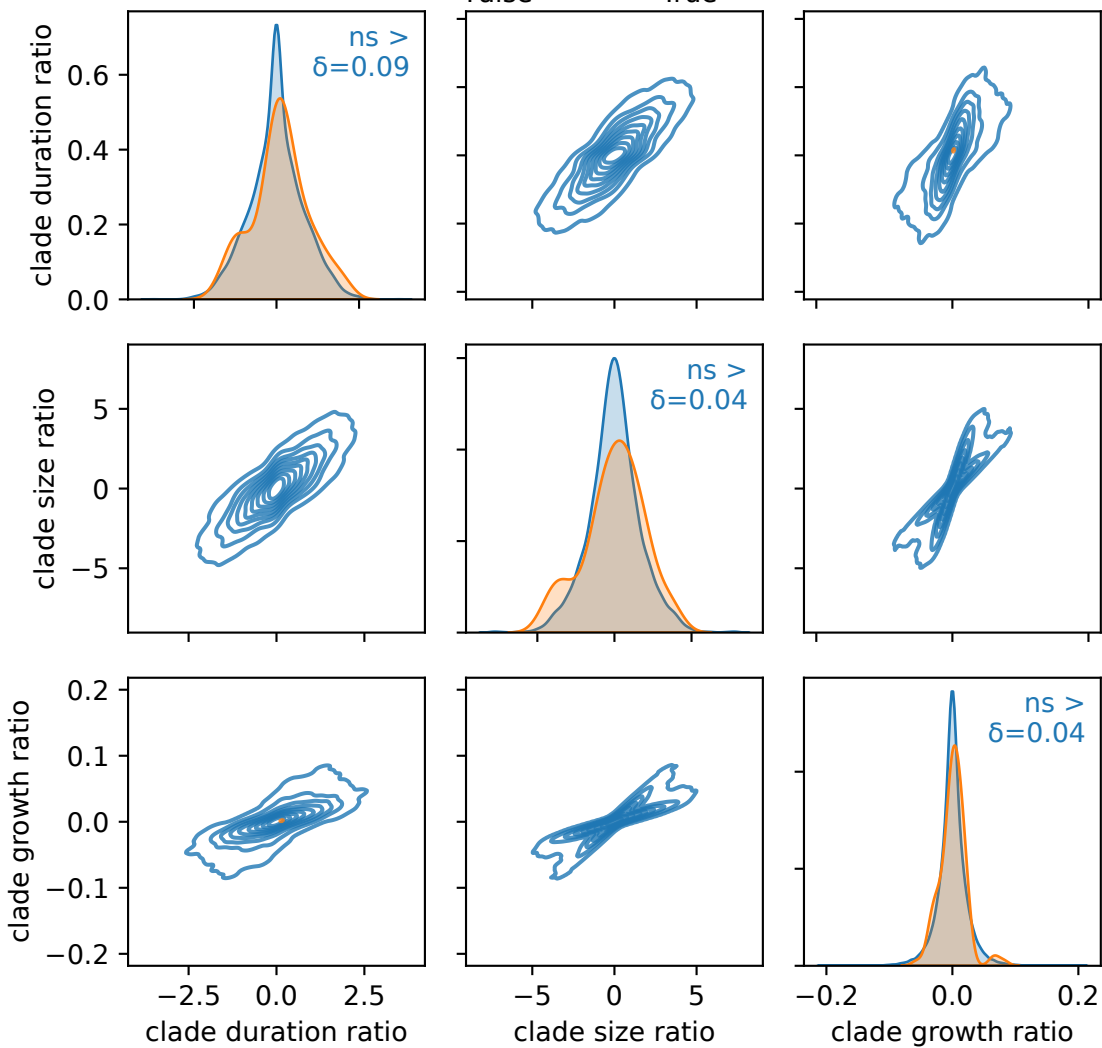 clade duration ratio
0.6
0.4
0.2
0.0
ns >
δ=0.09
clade size ratio
5
0
−5
ns >
δ=0.04
clade growth ratio
0.2
0.1
0.0
−0.1
−0.2
ns >
δ=0.04
−2.5 0.0 2.5
−5 0 5
−0.2 0.0 0.2
clade duration ratio
clade size ratio
clade growth ratio